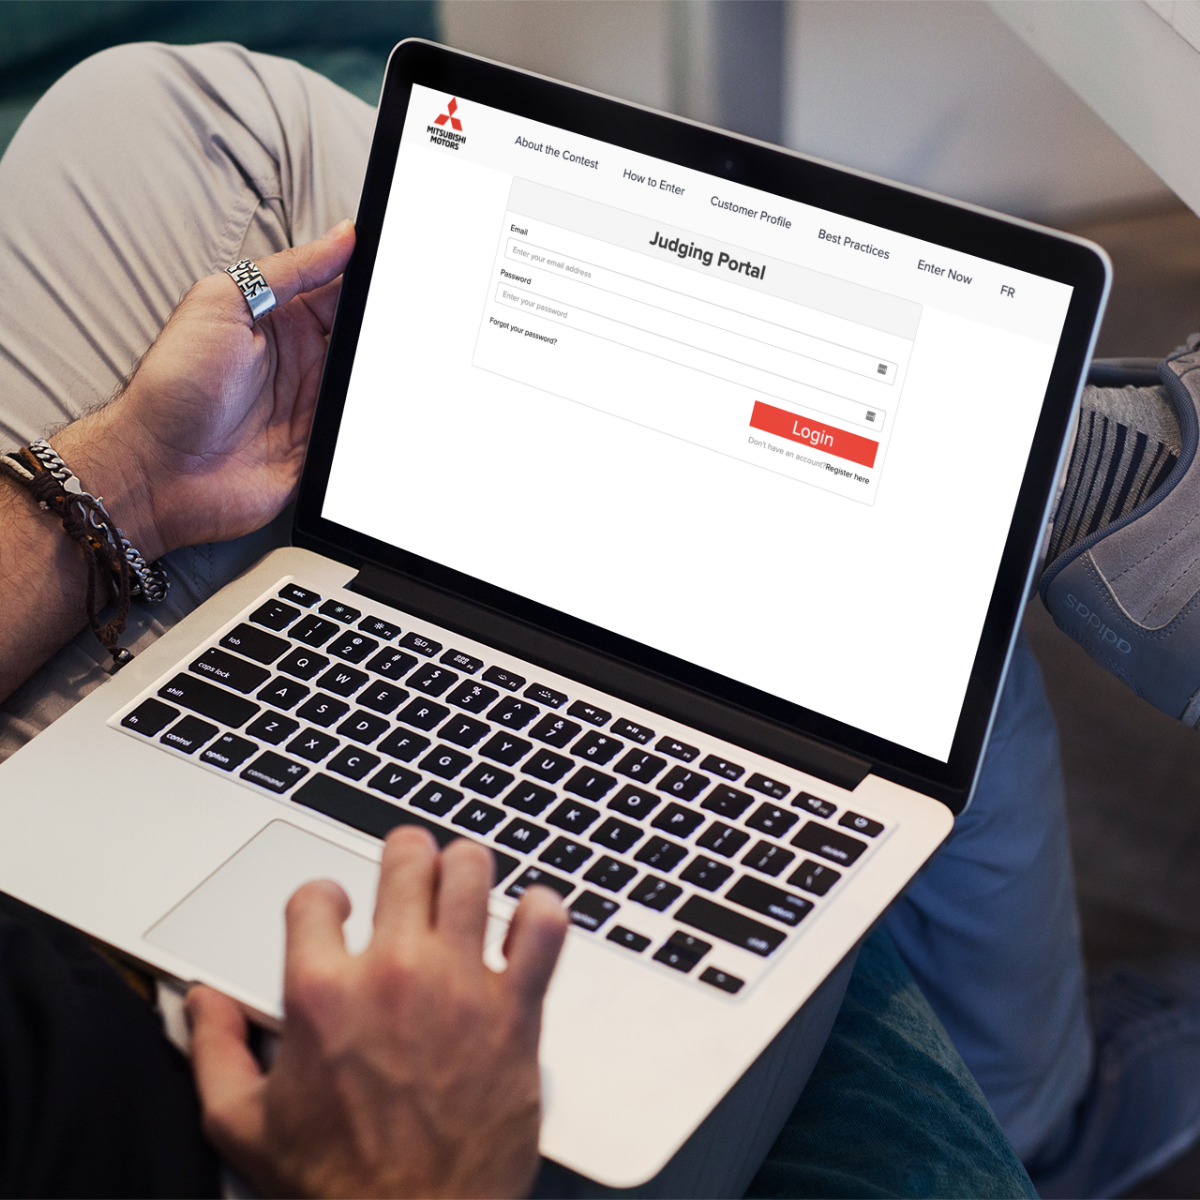 MITSUBISHI
MOTORS
About the Contest
How to Enter
Customer Profile
Best Practices
Enter Now
FR
Judging Portal
Email
Enter your email address
Password
Enter your password
Forgot your password?
Login
Don't have an account?Register here
esc
! 1
@ 2
# 3
$ 4
% 5
^ 6
& 7
* 8
( 9
) 0
delete
tab
Q W E R T Y U I O P
caps lock
A S D F G H J K L
shift
Z X C V B N M
fn
control
alt
option
command
adidas